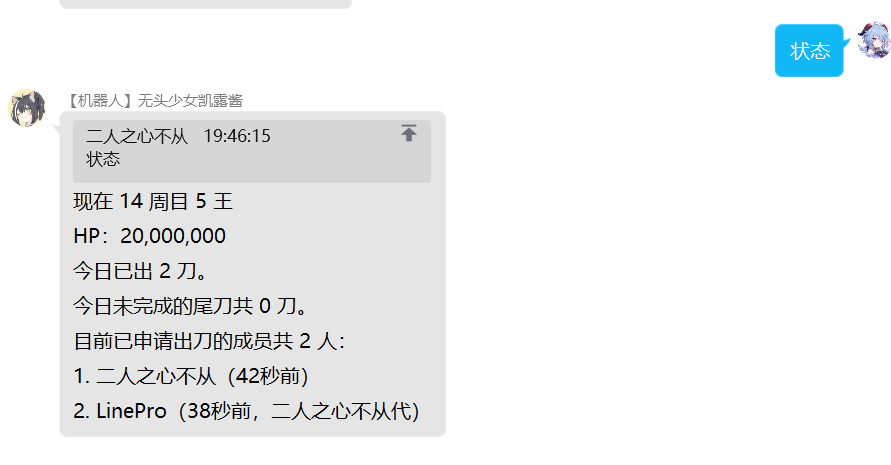 状态
【机器人】无头少女凯露酱
二人之心不从 19:46:15
状态
现在 14 周目 5 王
HP：20,000,000
今日已出 2 刀。
今日未完成的尾刀共 0 刀。
目前已申请出刀的成员共 2 人：
1. 二人之心不从（42秒前）
2. LinePro（38秒前，二人之心不从代）